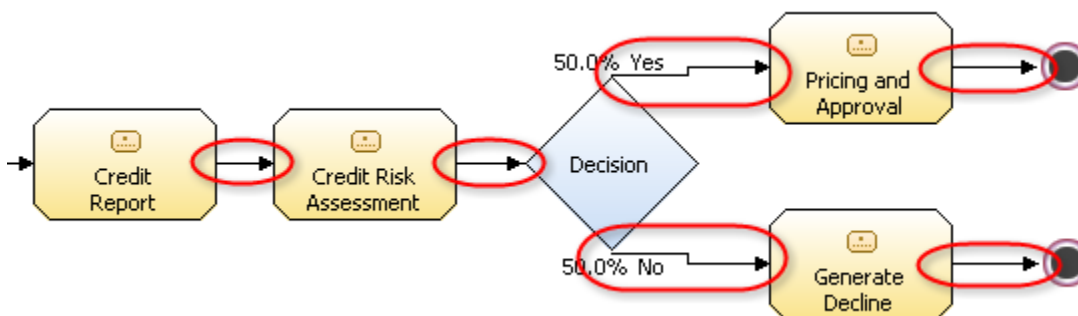 50.0% Yes
Pricing and
Approval
Credit
Report
Credit Risk
Assessment
Decision
50.0% No
Generate
Decline